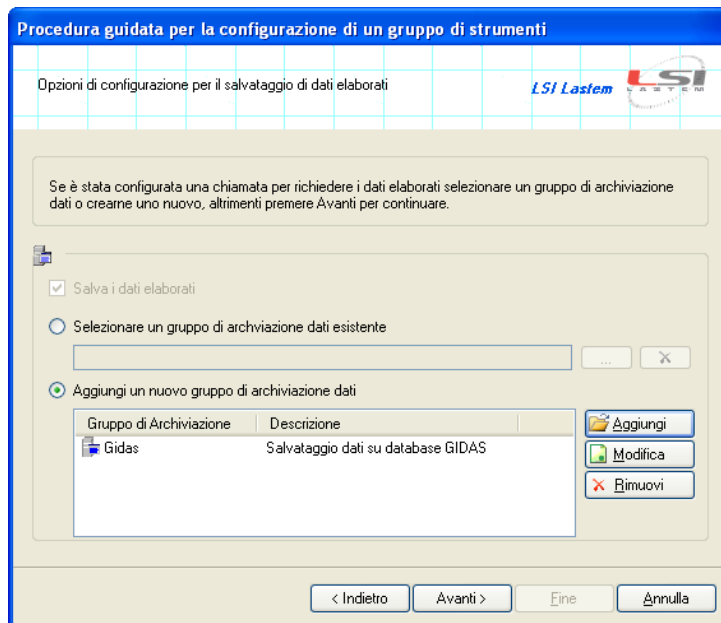 Procedura guidata per la configurazione di un gruppo di strumenti
Opzioni di configurazione per il salvataggio di dati elaborati
LSI Lastem
LSI
LASTEM
Se è stata configurata una chiamata per richiedere i dati elaborati selezionare un gruppo di archiviazione
dati o crearne uno nuovo, altrimenti premere Avanti per continuare.
Salva i dati elaborati
Selezionare un gruppo di archviazione dati esistente
...
Aggiungi un nuovo gruppo di archiviazione dati
Gruppo di Archiviazione Descrizione
Gidas Salvataggio dati su database GIDAS
Aggiungi
Modifica
Rimuovi
< Indietro Avanti > Fine Annulla